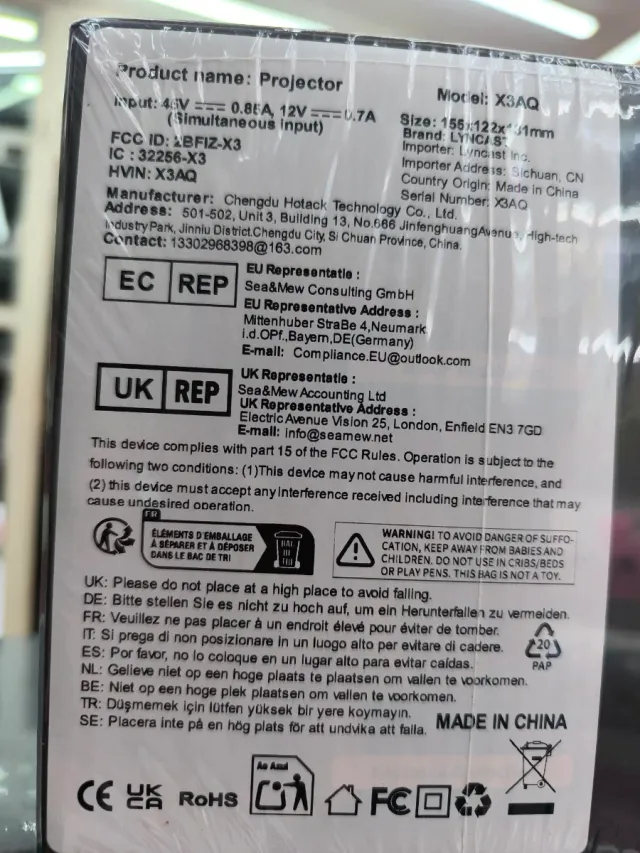 Product name: Projector
Model: X3AQ
Input: 45V === 0.85A, 12V === 0.7A
(Simultaneous input)
FCC ID: 2BFIZ-X3
IC : 32256-X3
HVIN: X3AQ
Size: 155x122x131mm
Brand: LYNCAST
Importer: Lyncast Inc.
Importer Address: Sichuan, CN
Country Origin: Made in China
Serial Number: X3AQ
Manufacturer: Chengdu Hotack Technology Co., Ltd.
Address: 501-502, Unit 3, Building 13, No.666 JinfenghuangAvenue, High-tech
Industry Park, Jinniu District.Chengdu City, Si Chuan Province, China.
Contact: 13302968398@163.com
EC REP
EU Representatie :
Sea&Mew Consulting GmbH
EU Representative Address :
Mittenhuber StraBe 4,Neumark
i.d.OPf.,Bayern,DE(Germany)
E-mail: Compliance.EU@outlook.com
UK REP
UK Representatie :
Sea&Mew Accounting Ltd
UK Representative Address :
Electric Avenue Vision 25, London, Enfield EN3 7GD
E-mail: info@seamew.net
This device complies with part 15 of the FCC Rules. Operation is subject to the
following two conditions: (1)This device may not cause harmful interference, and
(2) this device must accept any interference received including interference that may
cause undesired operation.
FR
ÉLÉMENTS D'EMBALLAGE
À SÉPARER ET À DÉPOSER
DANS LE BAC DE TRI
BAC
DE
TRI
WARNING! TO AVOID DANGER OF SUFFO-
CATION, KEEP AWAY FROM BABIES AND
CHILDREN. DO NOT USE IN CRIBS/BEDS
OR PLAY PENS. THIS BAG IS NOT A TOY.
UK: Please do not place at a high place to avoid falling.
DE: Bitte stellen Sie es nicht zu hoch auf, um ein Herunterfallen zu vermeiden.
FR: Veuillez ne pas placer à un endroit élevé pour éviter de tomber.
IT: Si prega di non posizionare in un luogo alto per evitare di cadere.
ES: Por favor, no lo coloque en un lugar alto para evitar caídas.
NL: Gelieve niet op een hoge plaats te plaatsen om vallen te voorkomen.
BE: Niet op een hoge plek plaatsen om vallen te voorkomen.
TR: Düşmemek için lütfen yüksek bir yere koymayın.
SE: Placera inte på en hög plats för att undvika att falla.
20
PAP
MADE IN CHINA
CE UK CA RoHS
FC